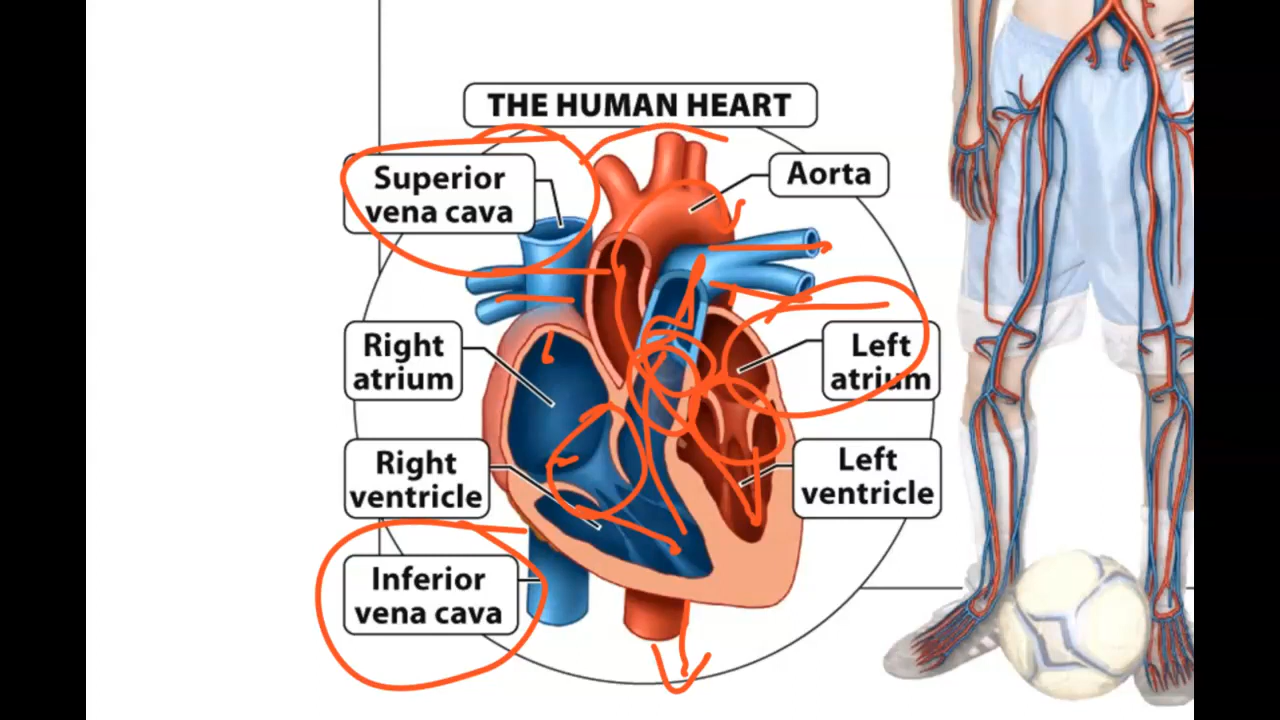 THE HUMAN HEART
Superior
vena cava
Aorta
Right
atrium
Left
atrium
Right
ventricle
Left
ventricle
Inferior
vena cava